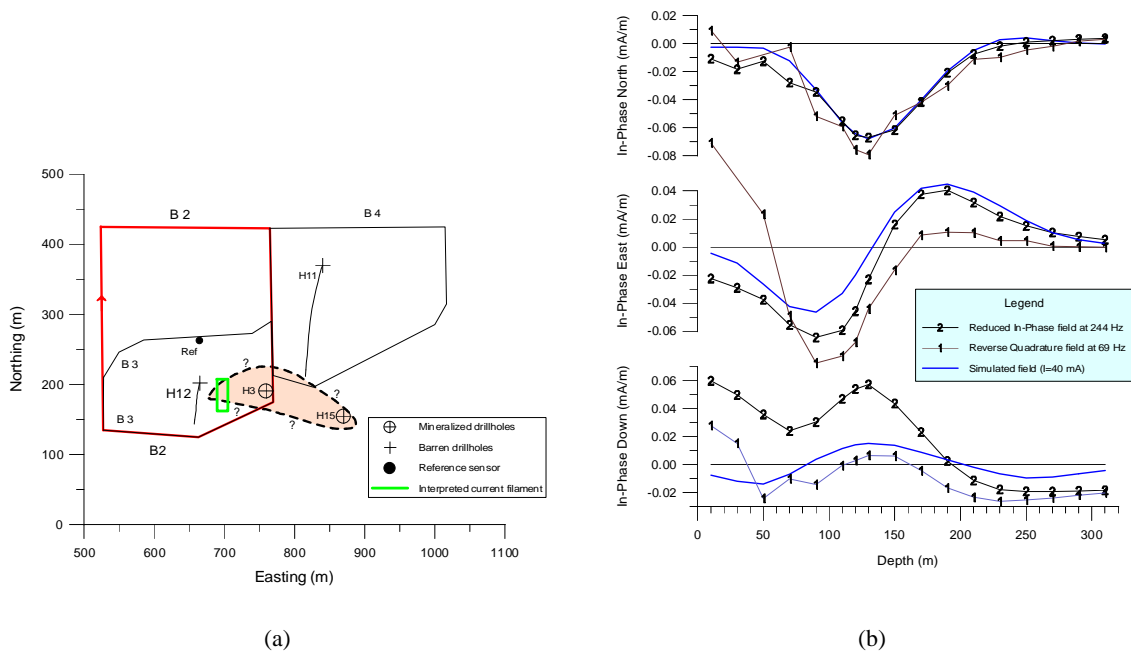 500
400
300
200
100
0
500
600
700
800
900
1000
1100
Northing (m)
Easting (m)
B 2
B 4
H11
Ref
B 3
H12
H3
H15
B 3
B2
?
?
?
?
?
Mineralized drillholes
Barren drillholes
Reference sensor
Interpreted current filament
(a)
In-Phase North (mA/m)
0.02
0.00
-0.02
-0.04
-0.06
-0.08
In-Phase East (mA/m)
0.04
0.02
0.00
-0.02
-0.04
-0.06
In-Phase Down (mA/m)
0.06
0.04
0.02
0.00
-0.02
0
50
100
150
200
250
300
Depth (m)
Legend
2 Reduced In-Phase field at 244 Hz
1 Reverse Quadrature field at 69 Hz
Simulated field (I=40 mA)
(b)